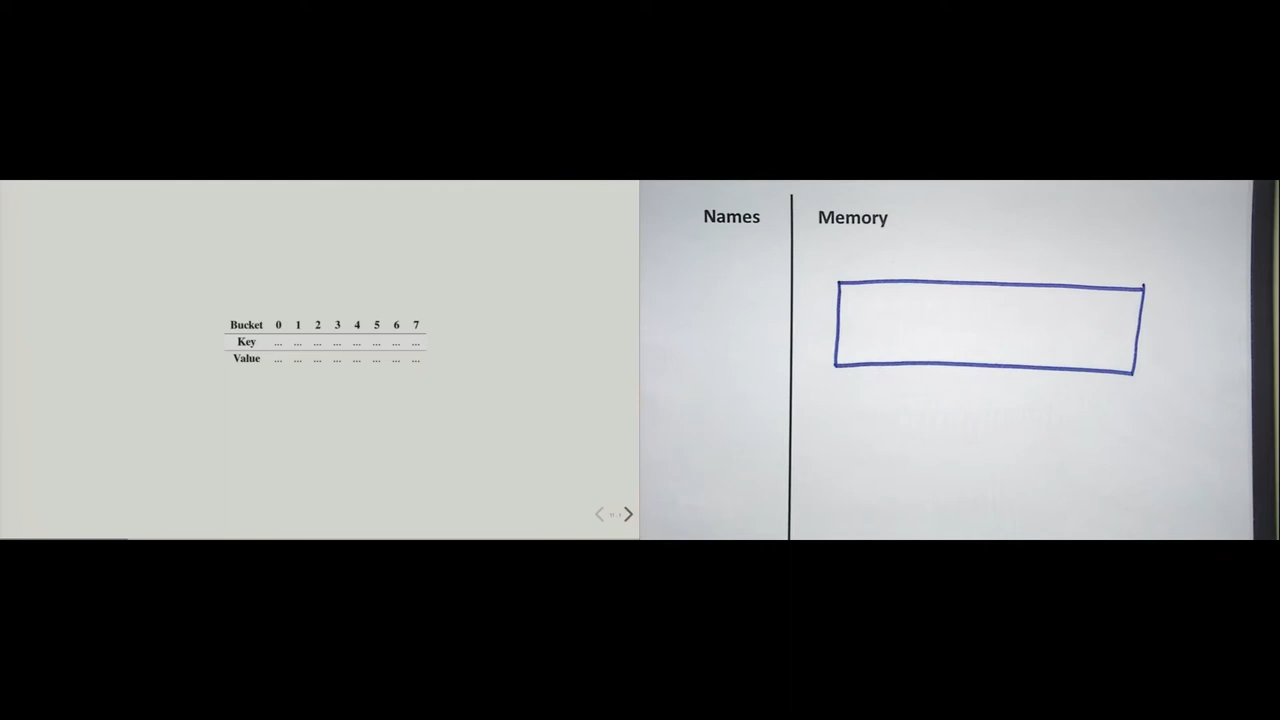 Bucket 0 1 2 3 4 5 6 7
Key ... ... ... ... ... ... ... ...
Value ... ... ... ... ... ... ... ...
Names Memory